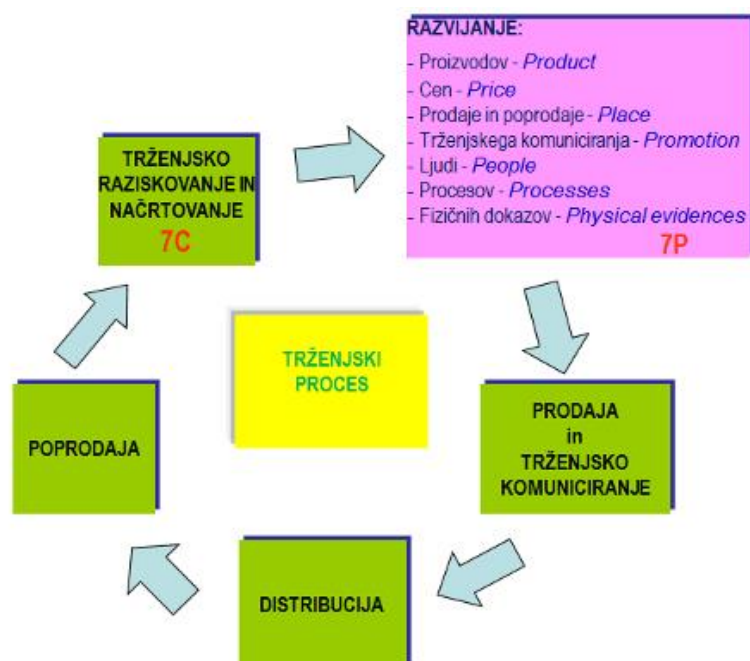 TRŽENJSKO
RAZISKOVANJE IN
NAČRTOVANJE
7C
RAZVIJANJE:
- Proizvodov - Product
- Cen - Price
- Prodaje in poprodaje - Place
- Trženjskega komuniciranja - Promotion
- Ljudi - People
- Procesov - Processes
- Fizičnih dokazov - Physical evidences
7P
TRŽENJSKI
PROCES
PRODAJA
in
TRŽENJSKO
KOMUNICIRANJE
DISTRIBUCIJA
POPRODAJA